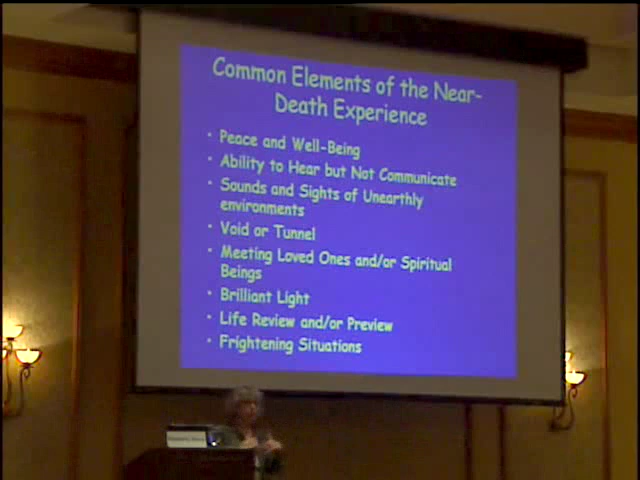 Common Elements of the Near-
Death Experience
• Peace and Well-Being
• Ability to Hear but Not Communicate
• Sounds and Sights of Unearthly
environments
• Void or Tunnel
• Meeting Loved Ones and/or Spiritual
Beings
• Brilliant Light
• Life Review and/or Preview
• Frightening Situations